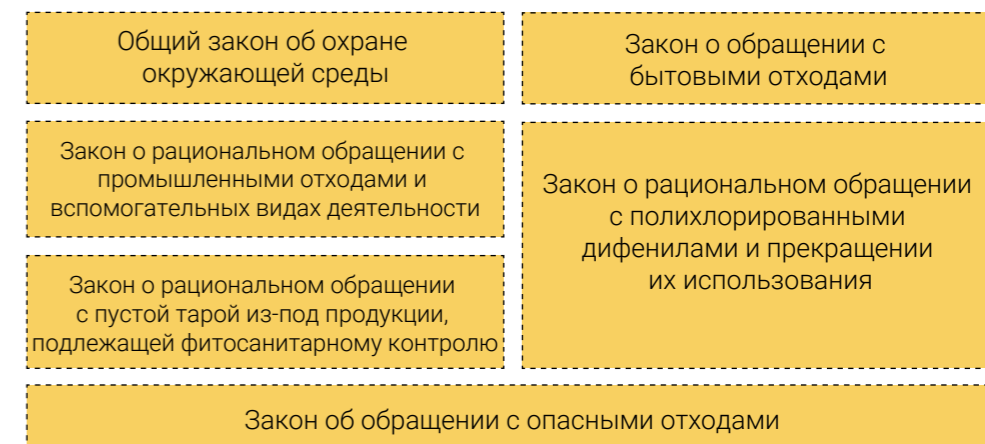 Общий закон об охране
окружающей среды
Закон о обращении с
бытовыми отходами
Закон о рациональном обращении с
промышленными отходами и
вспомогательных видах деятельности
Закон о рациональном обращении
с полихлорированными
дифенилами и прекращении
их использования
Закон о рациональном обращении
с пустой тарой из-под продукции,
подлежащей фитосанитарному контролю
Закон об обращении с опасными отходами